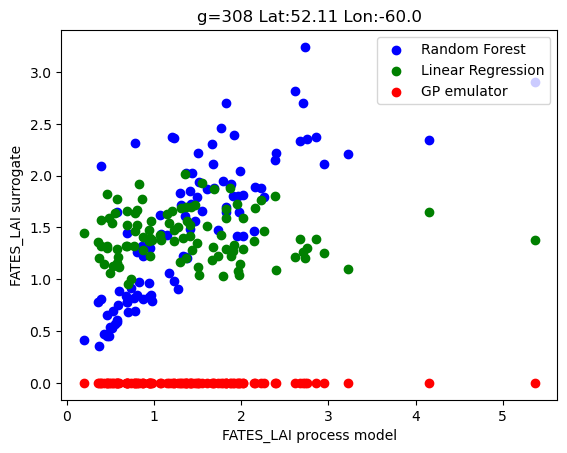 g=308 Lat:52.11 Lon:-60.0
Random Forest
Linear Regression
GP emulator
FATES_LAI surrogate
3.0
2.5
2.0
1.5
1.0
0.5
0.0
0
1
2
3
4
5
FATES_LAI process model